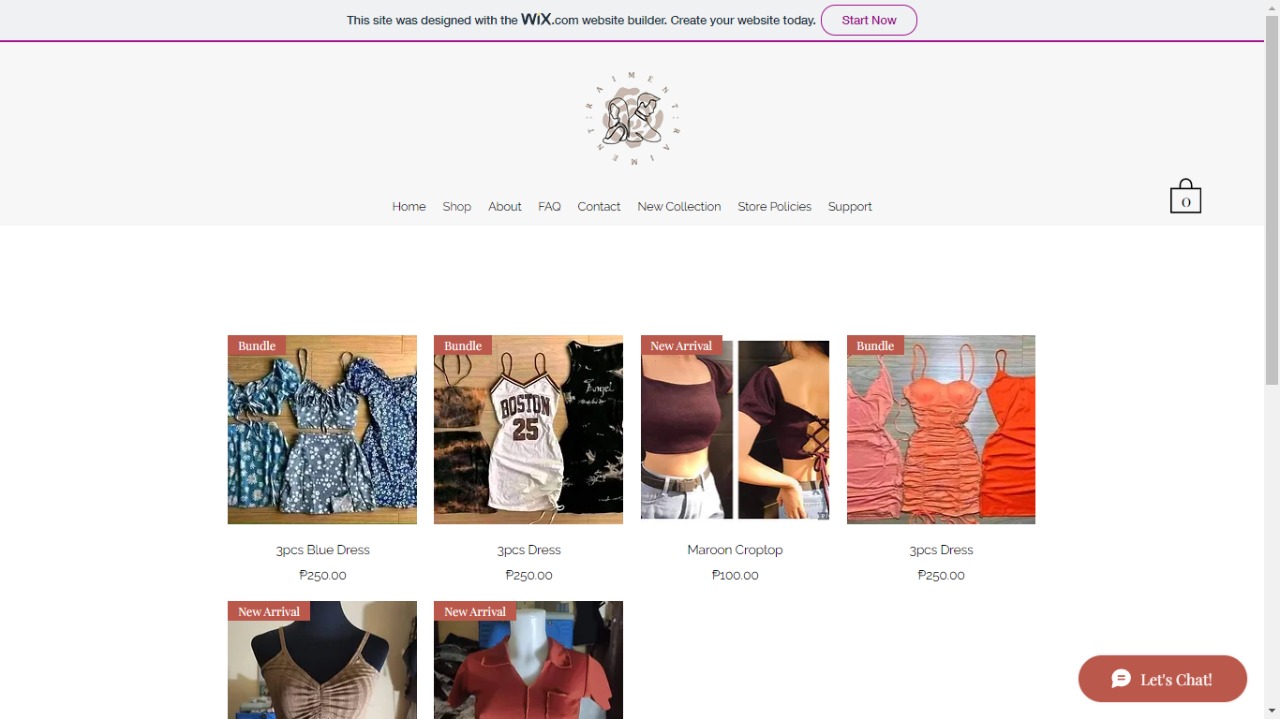 This site was designed with the WiX.com website builder. Create your website today.
Start Now
RAIMENT RAIMENT
0
Home Shop About FAQ Contact New Collection Store Policies Support
Bundle
Bundle
New Arrival
Bundle
BOSTON
25
Angel
3pcs Blue Dress
3pcs Dress
Maroon Croptop
3pcs Dress
₱250.00
₱250.00
₱100.00
₱250.00
New Arrival
New Arrival
Let's Chat!